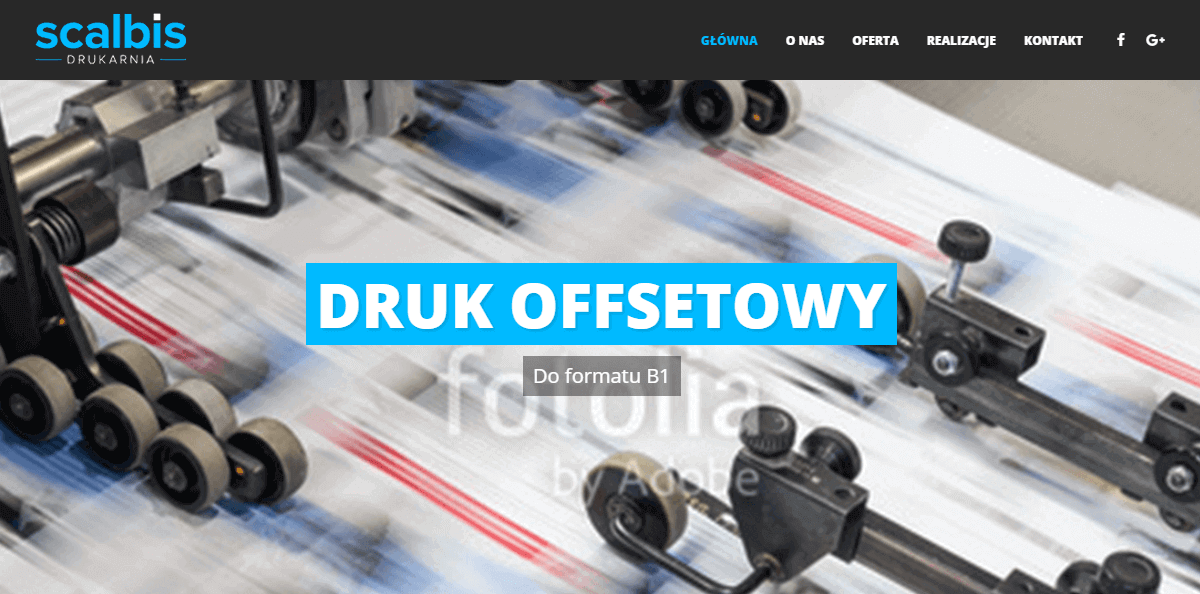 scalbis
DRUKARNIA
GŁÓWNA O NAS OFERTA REALIZACJE KONTAKT f G+
DRUK OFFSETOWY
Do formatu B1
fotolia
by Adobe